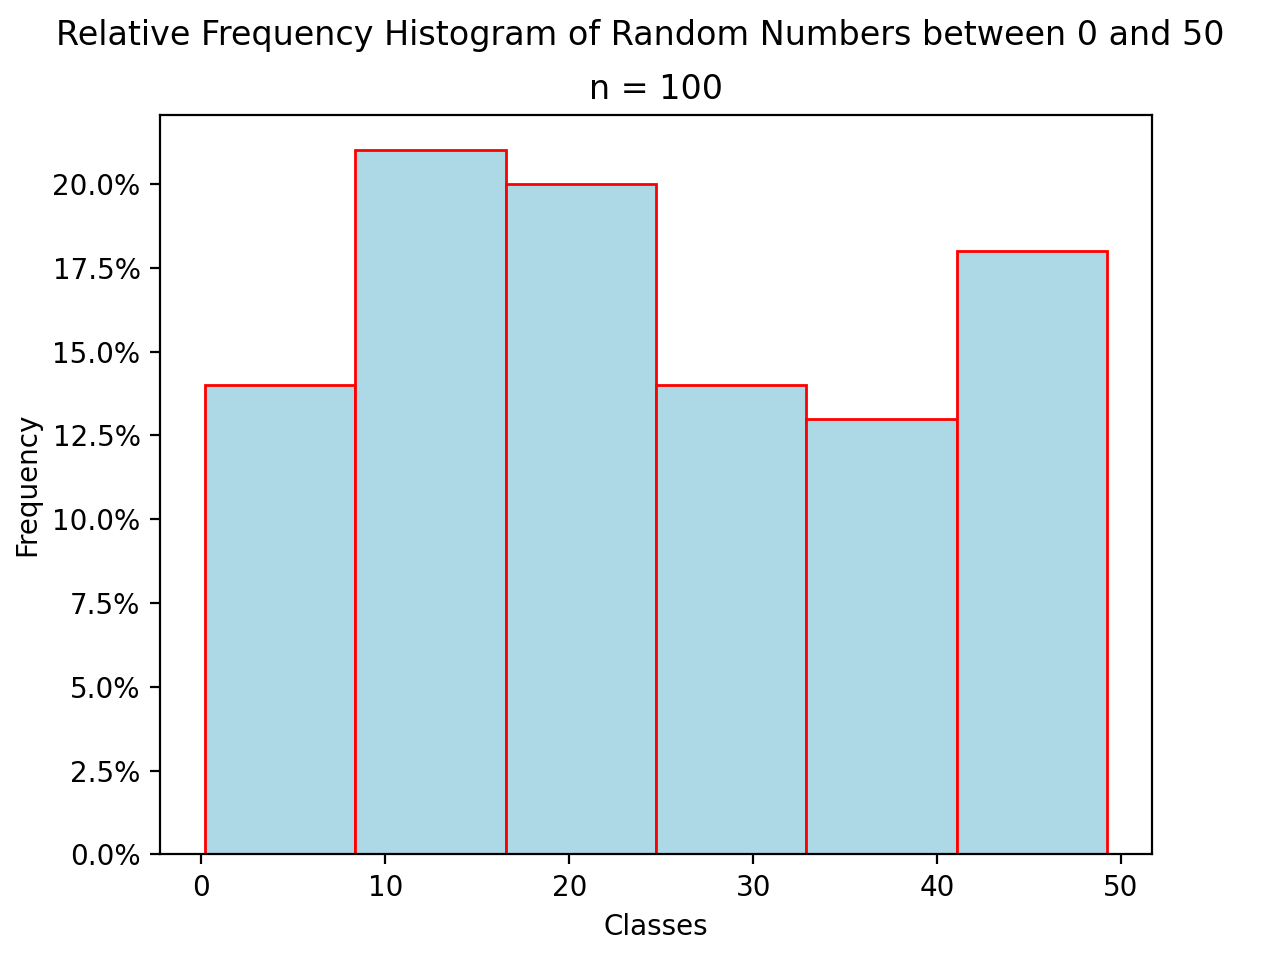 Relative Frequency Histogram of Random Numbers between 0 and 50
n = 100
20.0%
17.5%
15.0%
12.5%
10.0%
7.5%
5.0%
2.5%
0.0%
Frequency
0 10 20 30 40 50
Classes